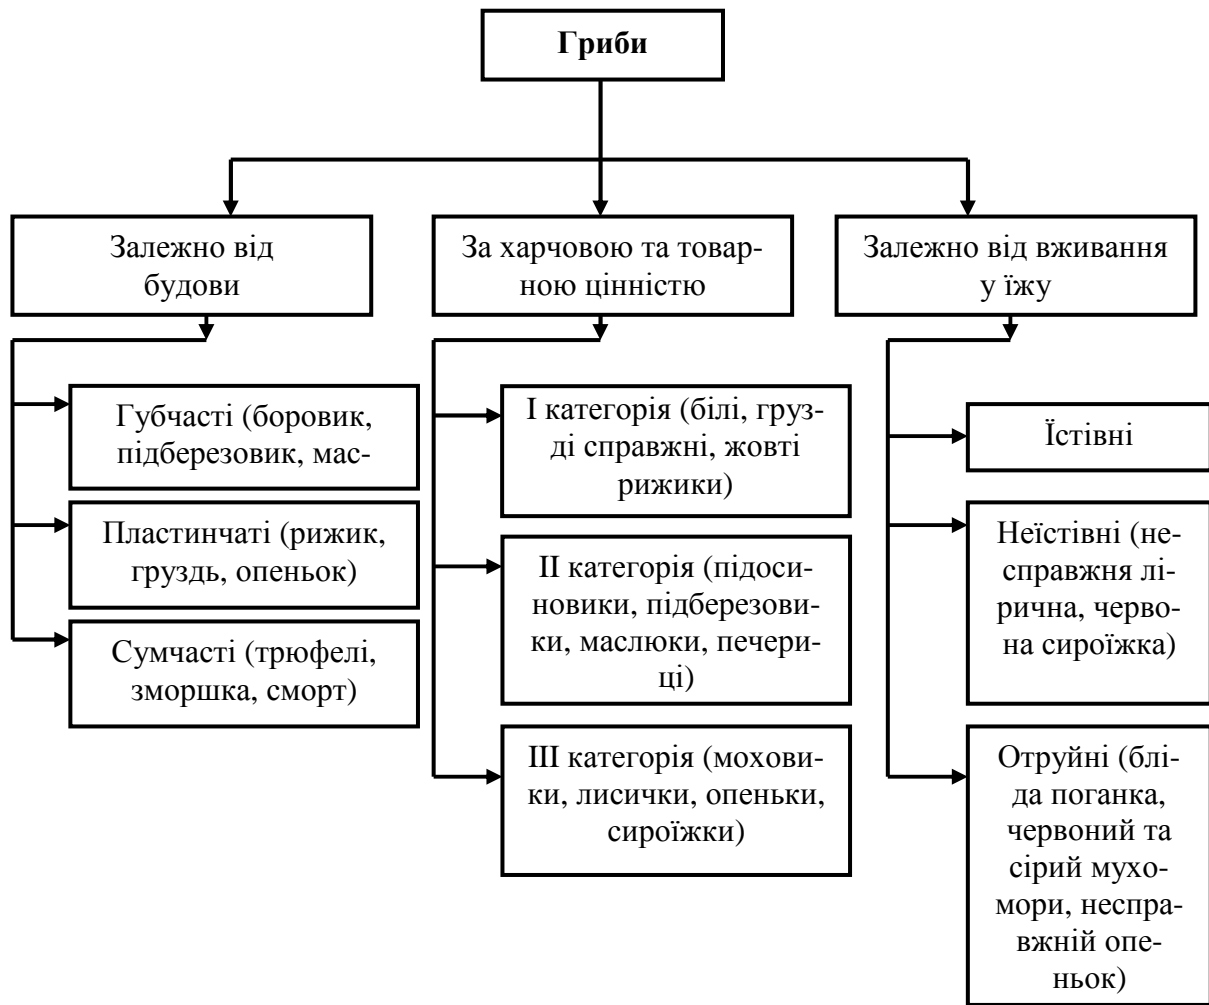 Гриби
Залежно від
будови
За харчовою та товар-
ною цінністю
Залежно від вживання
у їжу
Губчасті (боровик,
підберезовик, мас-
Пластинчаті (рижик,
груздь, опеньок)
Сумчасті (трюфелі,
зморшка, сморт)
І категорія (білі, груз-
ді справжні, жовті
рижики)
ІІ категорія (підоси-
новики, підберезови-
ки, маслюки, печери-
ці)
ІІІ категорія (мохови-
ки, лисички, опеньки,
сироїжки)
Їстівні
Неїстівні (не-
справжня лі-
рична, черво-
на сироїжка)
Отруйні (блі-
да поганка,
червоний та
сірий мухо-
мори, неспра-
вжній опе-
ньок)